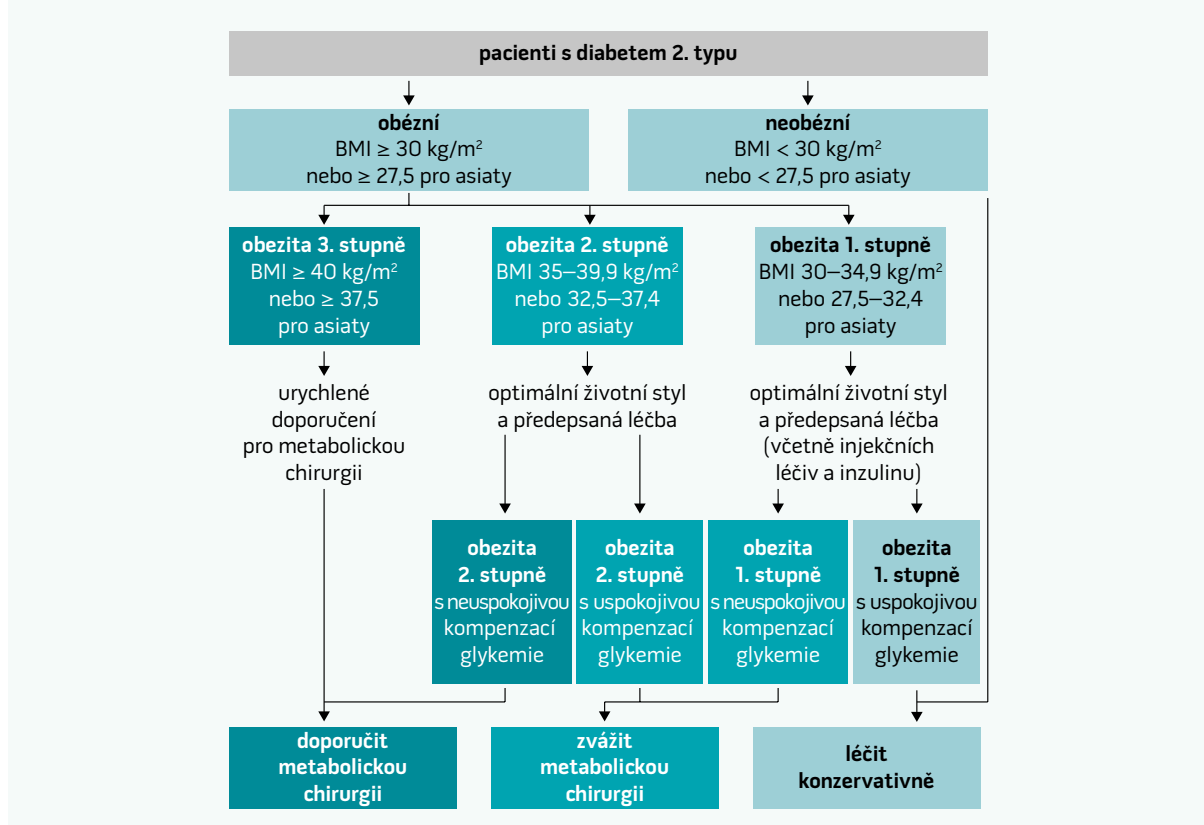 pacienti s diabetem 2. typu
obézní
BMI ≥ 30 kg/m²
nebo ≥ 27,5 pro asiaty
neobézní
BMI < 30 kg/m²
nebo < 27,5 pro asiaty
obezita 3. stupně
BMI ≥ 40 kg/m²
nebo ≥ 37,5
pro asiaty
obezita 2. stupně
BMI 35–39,9 kg/m²
nebo 32,5–37,4
pro asiaty
obezita 1. stupně
BMI 30–34,9 kg/m²
nebo 27,5–32,4
pro asiaty
urychlené
doporučení
pro metabolickou
chirurgii
optimální životní styl
a předepsaná léčba
optimální životní styl
a předepsaná léčba
(včetně injekčních
léčiv a inzulinu)
obezita
2. stupně
s neuspokojivou
kompenzací
glykemie
obezita
2. stupně
s uspokojivou
kompenzací
glykemie
obezita
1. stupně
s neuspokojivou
kompenzací
glykemie
obezita
1. stupně
s uspokojivou
kompenzací
glykemie
doporučit
metabolickou
chirurgii
zvážit
metabolickou
chirurgii
léčit
konzervativně